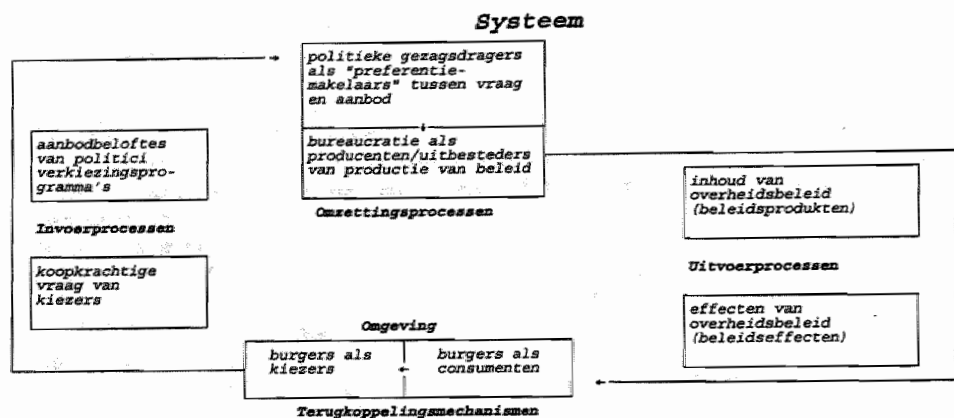 Systeem
politieke gezagsdragers
als "preferentie-
makelaars" tussen vraag
en aanbod
bureaucratie als
producenten/uitbesteders
van productie van beleid
Omzettingsprocessen
aanbodbeloftes
van politici
verkiezingspro-
gramma's
Invoerprocessen
koopkrachtige
vraag van
kiezers
inhoud van
overheidsbeleid
(beleidsprodukten)
Uitvoerprocessen
effecten van
overheidsbeleid
(beleidseffecten)
Omgeving
burgers als
kiezers
burgers als
consumenten
Terugkoppelingsmechanismen